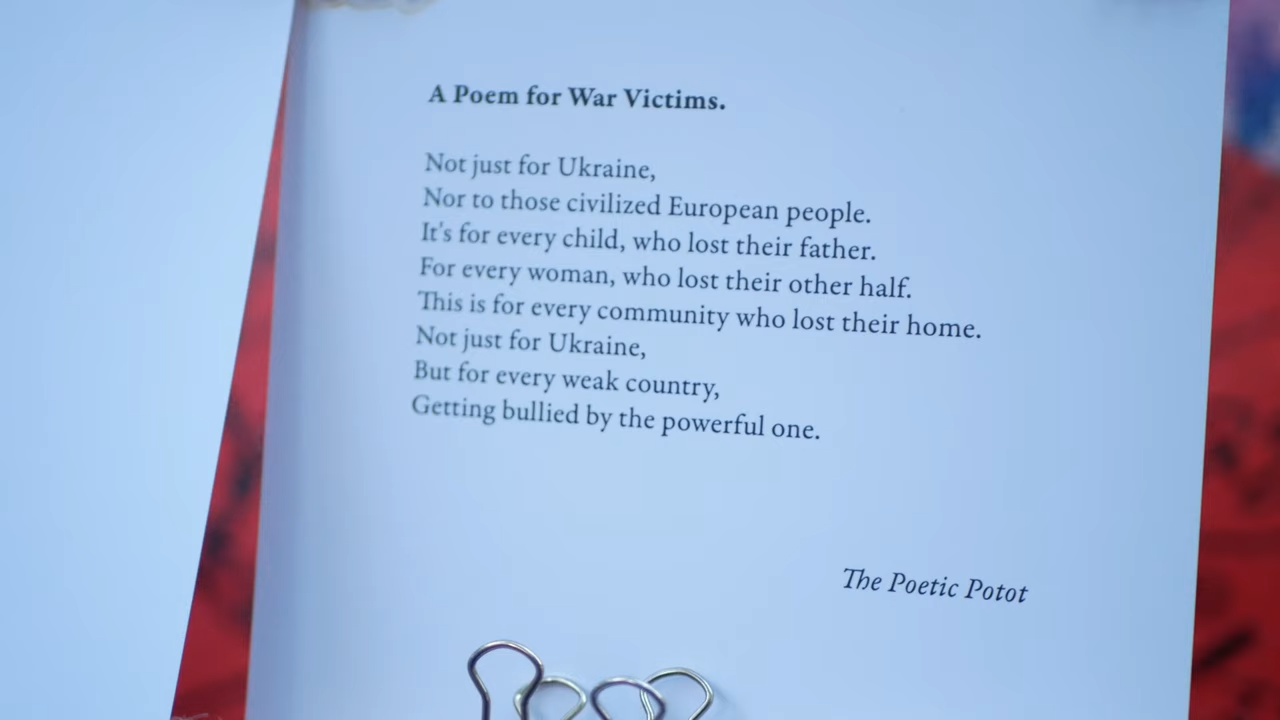 A Poem for War Victims.
Not just for Ukraine,
Nor to those civilized European people.
It's for every child, who lost their father.
For every woman, who lost their other half.
This is for every community who lost their home.
Not just for Ukraine,
But for every weak country,
Getting bullied by the powerful one.
The Poetic Potot